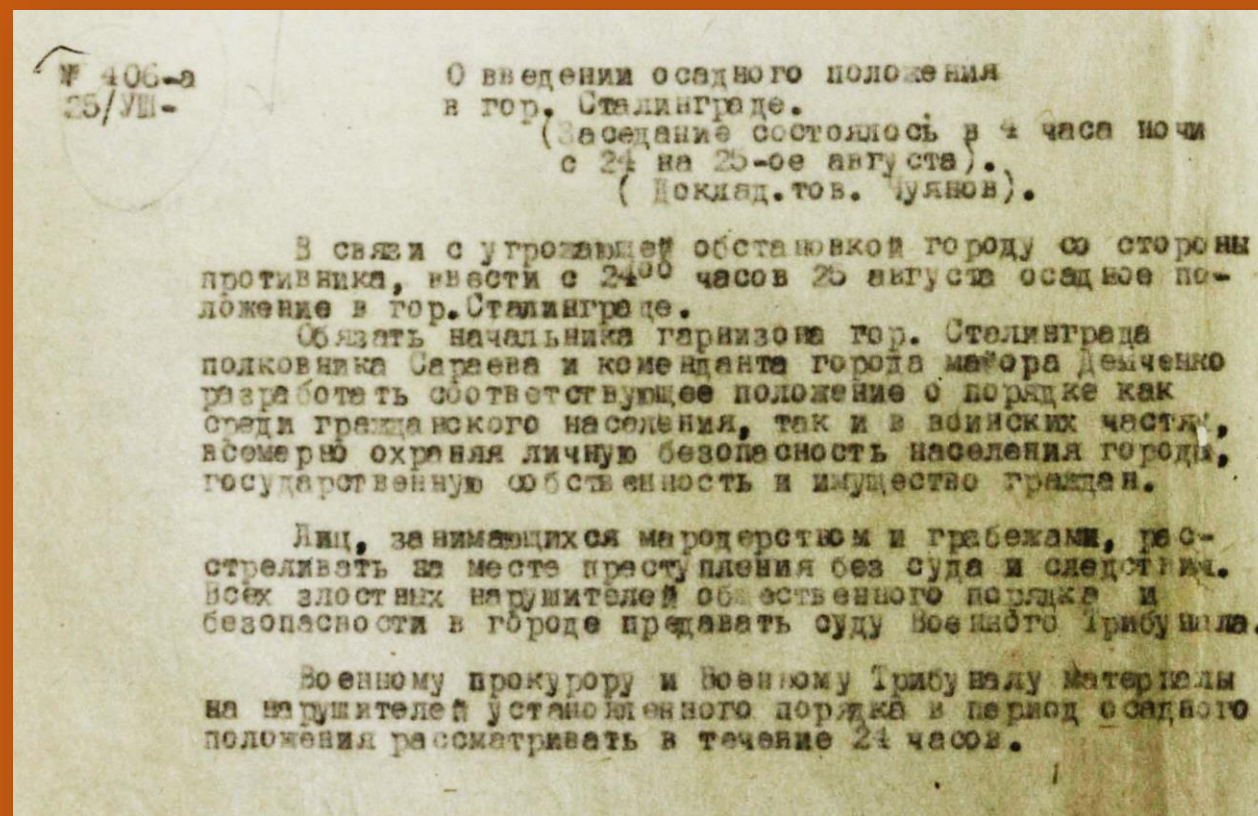 № 406-а
25/УШ-
О введении осадного положения
в гор. Сталинграде.
(Заседание состоялось в 4 часа ночи
с 24 на 25-ое августа).
(Доклад.тов. Чуянов).
В связи с угрожающей обстановкой городу со стороны
противника, ввести с 24⁰⁰ часов 25 августа осадное по-
ложение в гор.Сталинграде.
Обязать начальника гарнизона гор. Сталинграда
полковника Сараева и коменданта города майора Демченко
разработать соответствующее положение о порядке как
среди гражданского населения, так и в воинских частях,
всемерно охраняя личную безопасность населения города,
государственную собственность и имущество граждан.
Лиц, занимающихся мародерством и грабежами, рас-
стреливать на месте преступления без суда и следствия.
Всех злостных нарушителей общественного порядка и
безопасности в городе предавать суду Военного Трибунала.
Военному прокурору и Военному Трибуналу материалы
на нарушителей установленного порядка в период осадного
положения рассматривать в течение 24 часов.